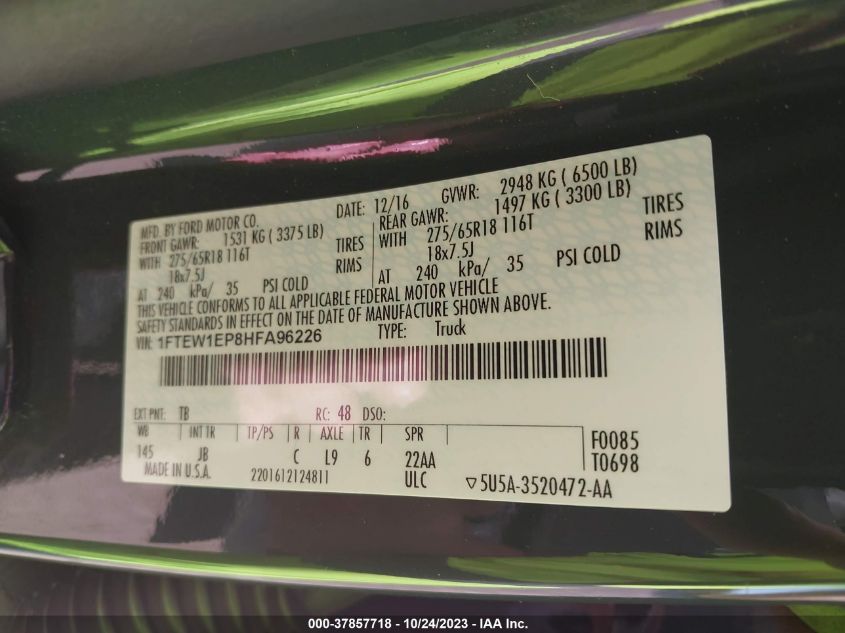 MFD. BY FORD MOTOR CO. DATE: 12/16 GVWR: 2948 KG ( 6500 LB)
FRONT GAWR: 1531 KG ( 3375 LB) REAR GAWR: 1497 KG ( 3300 LB)
WITH 275/65R18 116T TIRES WITH 275/65R18 116T TIRES
18x7.5J RIMS 18x7.5J RIMS
AT 240 kPa/ 35 PSI COLD AT 240 kPa/ 35 PSI COLD
THIS VEHICLE CONFORMS TO ALL APPLICABLE FEDERAL MOTOR VEHICLE
SAFETY STANDARDS IN EFFECT ON THE DATE OF MANUFACTURE SHOWN ABOVE.
VIN: 1FTEW1EP8HFA96226 TYPE: Truck
EXT PNT: TB RC: 48 DSO:
WB INT TR TP/PS R AXLE TR SPR F0085
145 JB C L9 6 22AA T0698
MADE IN U.S.A. 2201612124811 ULC ▽5U5A-3520472-AA
000-37857718 - 10/24/2023 - IAA Inc.